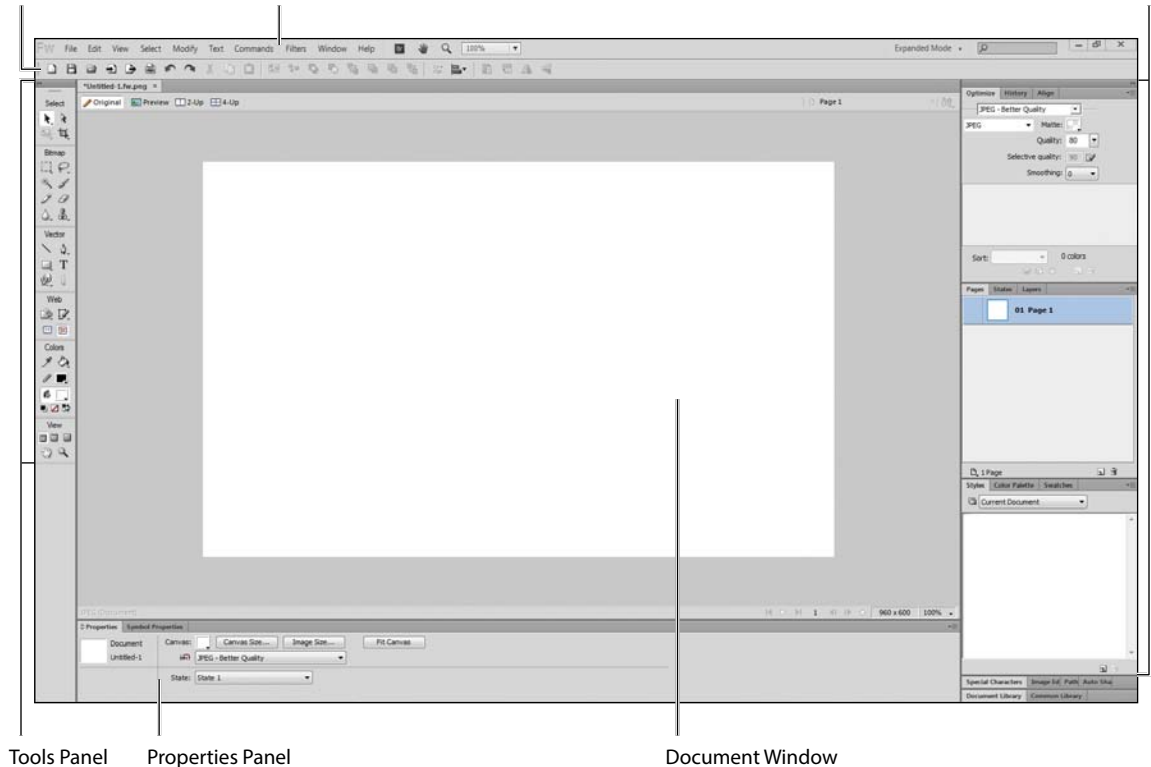 FW File Edit View Select Modify Text Commands Filters Window Help 100% Expanded Mode
*Untitled-1.fw.png ×
Original Preview 2-Up 4-Up Page 1
Select
Bitmap
Vector
T
Web
Colors
View
Optimize History Align
JPEG - Better Quality
JPEG Matte:
Quality: 80
Selective quality: 90
Smoothing: 0
Sort: 0 colors
Pages States Layers
01 Page 1
1 Page
Styles Color Palette Swatches
Current Document
JPEG (Document) 1 960 x 600 100%
Properties Symbol Properties
Document Canvas: Canvas Size... Image Size... Fit Canvas
Untitled-1 JPEG - Better Quality
State: State 1
Special Characters Image Ed Path Auto Sha
Document Library Common Library
Tools Panel Properties Panel Document Window